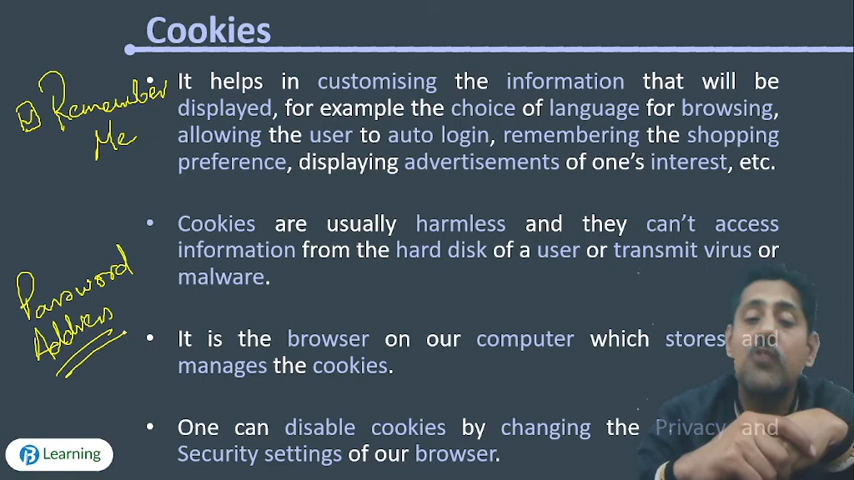 Cookies
• It helps in customising the information that will be
displayed, for example the choice of language for browsing,
allowing the user to auto login, remembering the shopping
preference, displaying advertisements of one's interest, etc.
Remember
Me
• Cookies are usually harmless and they can't access
information from the hard disk of a user or transmit virus or
malware.
Password
Address
• It is the browser on our computer which stores and
manages the cookies.
• One can disable cookies by changing the Privacy and
Security settings of our browser.
Learning